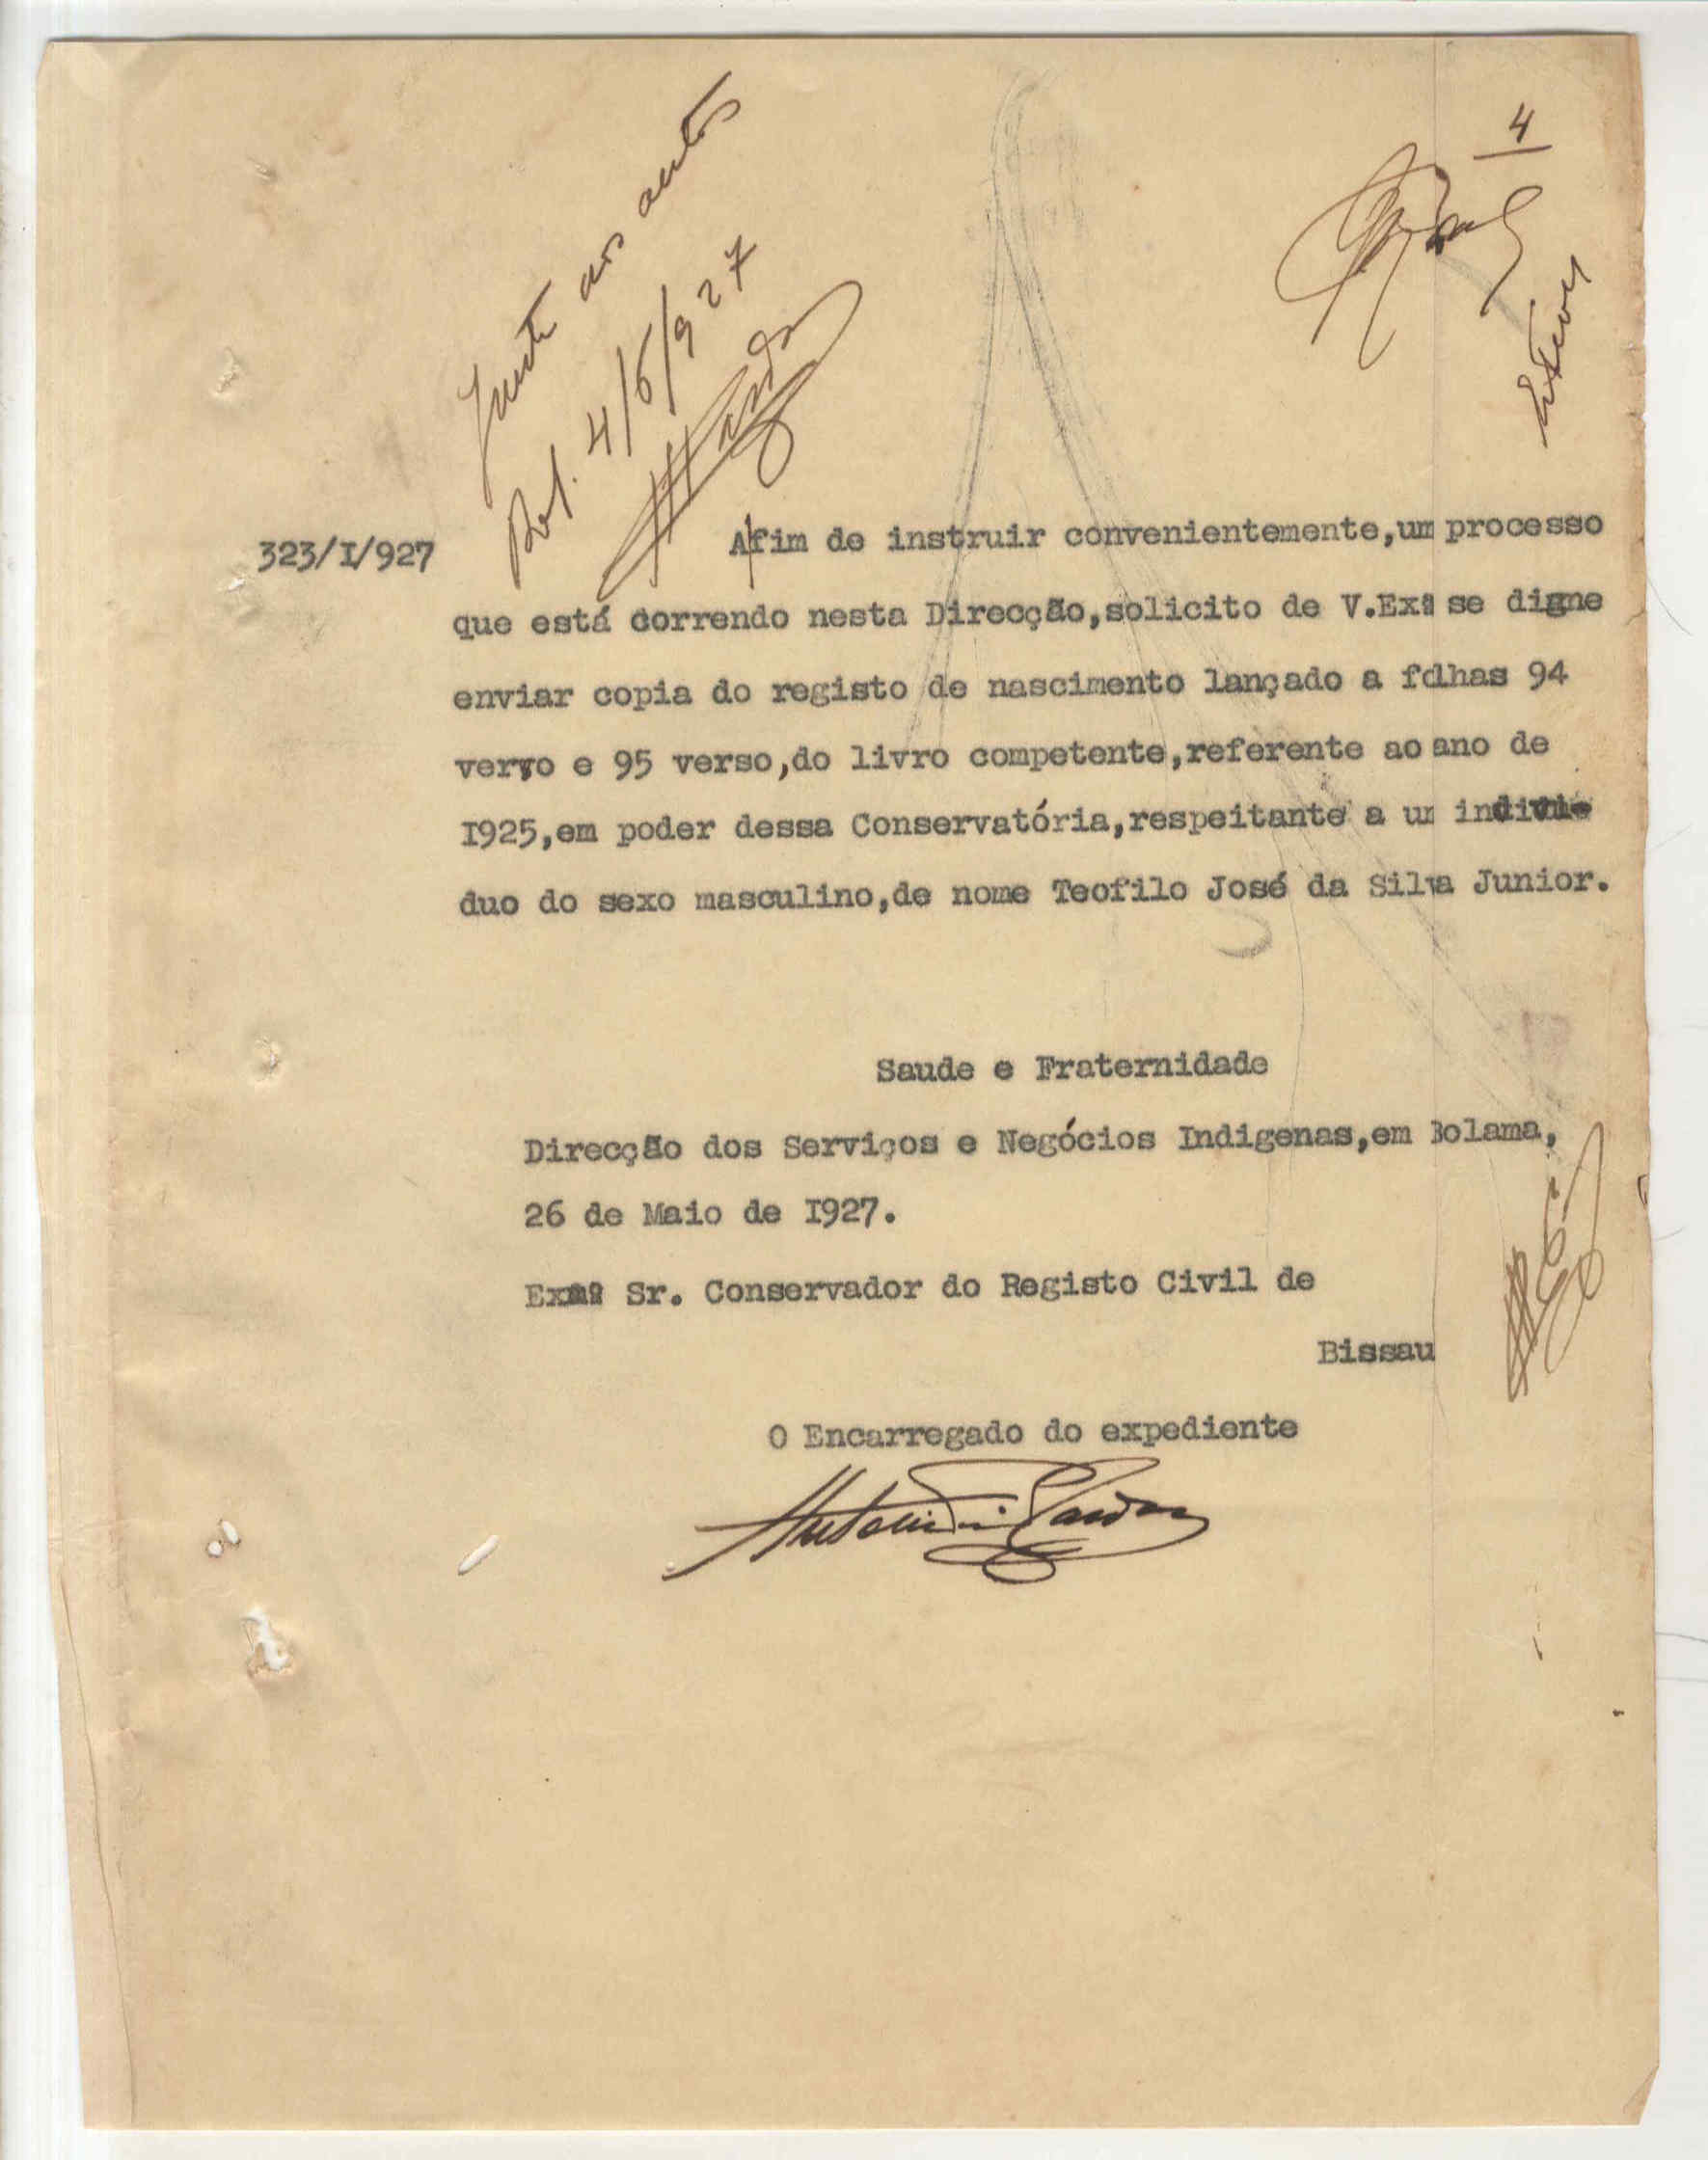 4
Junte aos autos
Bol. 4/6/927
Esteves
323/I/927
Afim de instruir convenientemente,um processo
que está correndo nesta Direcção,solicito de V.Exª se digne
enviar copia do registo de nascimento lançado a folhas 94
verso e 95 verso,do livro competente,referente ao ano de
I925,em poder dessa Conservatória,respeitante a um indivi
duo do sexo masculino,de nome Teofilo José da Silva Junior.
Saude e Fraternidade
Direcção dos Serviços e Negócios Indigenas,em Bolama,
26 de Maio de I927.
Exmº Sr. Conservador do Registo Civil de
Bissau
O Encarregado do expediente